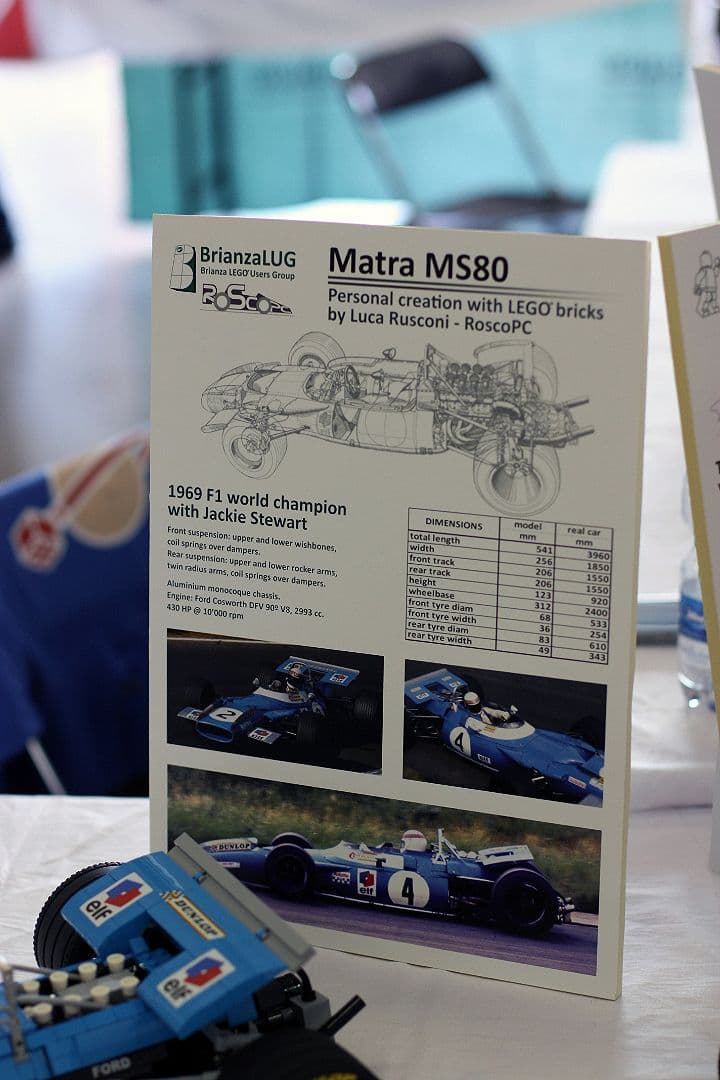 BrianzaLUG
Brianza LEGO® Users Group
RoScoPC
Matra MS80
Personal creation with LEGO® bricks
by Luca Rusconi - RoscoPC
1969 F1 world champion
with Jackie Stewart
Front suspension: upper and lower wishbones,
coil springs over dampers.
Rear suspension: upper and lower rocker arms,
twin radius arms, coil springs over dampers.
Aluminium monocoque chassis.
Engine: Ford Cosworth DFV 90º V8, 2993 cc.
430 HP @ 10'000 rpm
DIMENSIONS model mm real car mm
total length 541 3960
width 256 1850
front track 206 1550
rear track 206 1550
height 123 920
wheelbase 312 2400
front tyre diam 68 533
front tyre width 36 254
rear tyre diam 83 610
rear tyre width 49 343
2
4
DUNLOP
elf
4
elf
DUNLOP
elf
FORD